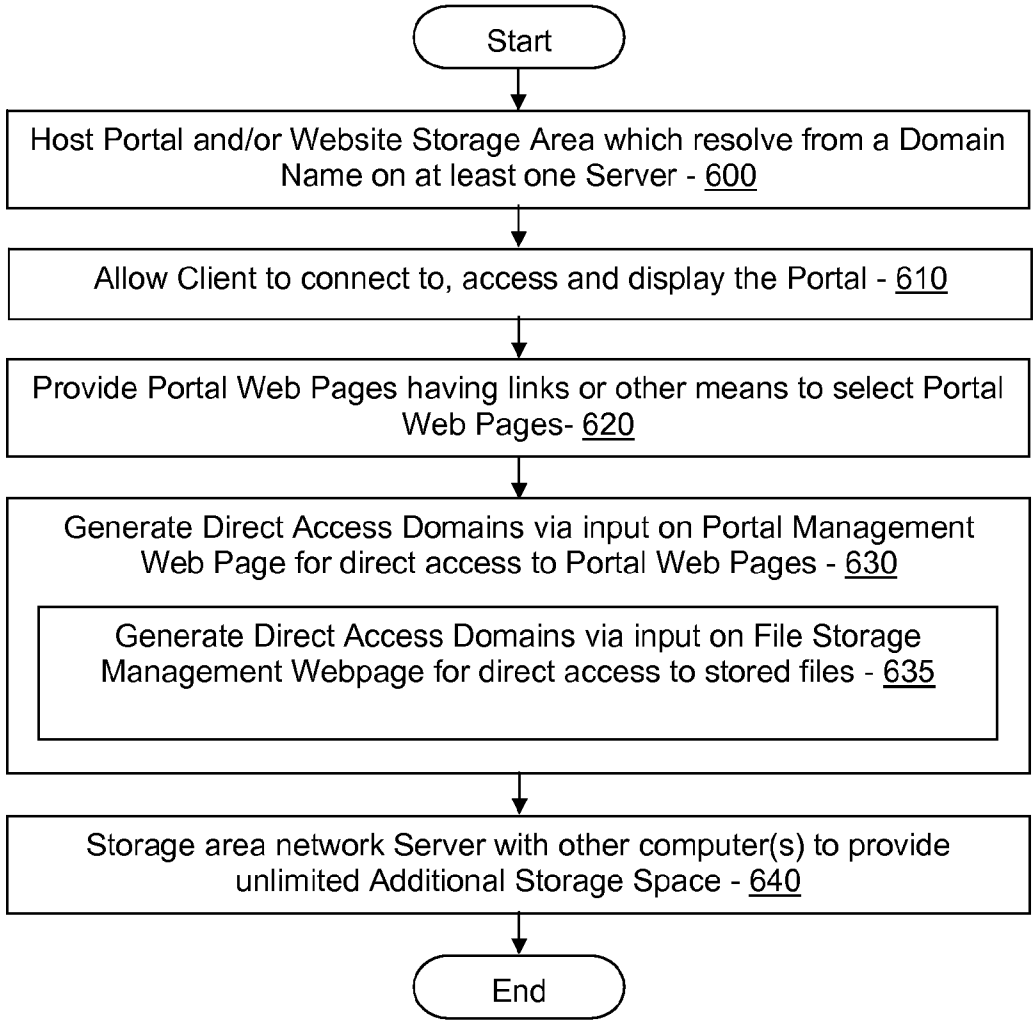 Start
Host Portal and/or Website Storage Area which resolve from a Domain
Name on at least one Server - 600
Allow Client to connect to, access and display the Portal - 610
Provide Portal Web Pages having links or other means to select Portal
Web Pages- 620
Generate Direct Access Domains via input on Portal Management
Web Page for direct access to Portal Web Pages - 630
Generate Direct Access Domains via input on File Storage
Management Webpage for direct access to stored files - 635
Storage area network Server with other computer(s) to provide
unlimited Additional Storage Space - 640
End